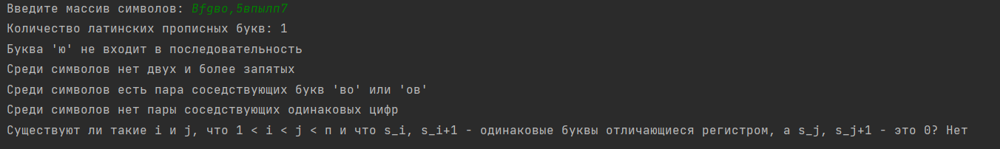 Введите массив символов: Bfgво,5впылп7
Количество латинских прописных букв: 1
Буква 'ю' не входит в последовательность
Среди символов нет двух и более запятых
Среди символов есть пара соседствующих букв 'во' или 'ов'
Среди символов нет пары соседствующих одинаковых цифр
Существуют ли такие i и j, что 1 < i < j < п и что s_i, s_i+1 - одинаковые буквы отличающиеся регистром, а s_j, s_j+1 - это 0? Нет